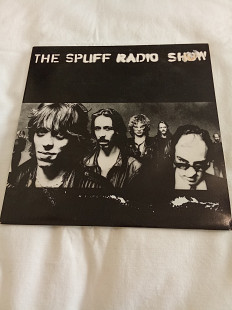 THE SPLIFF RADIO SHOW